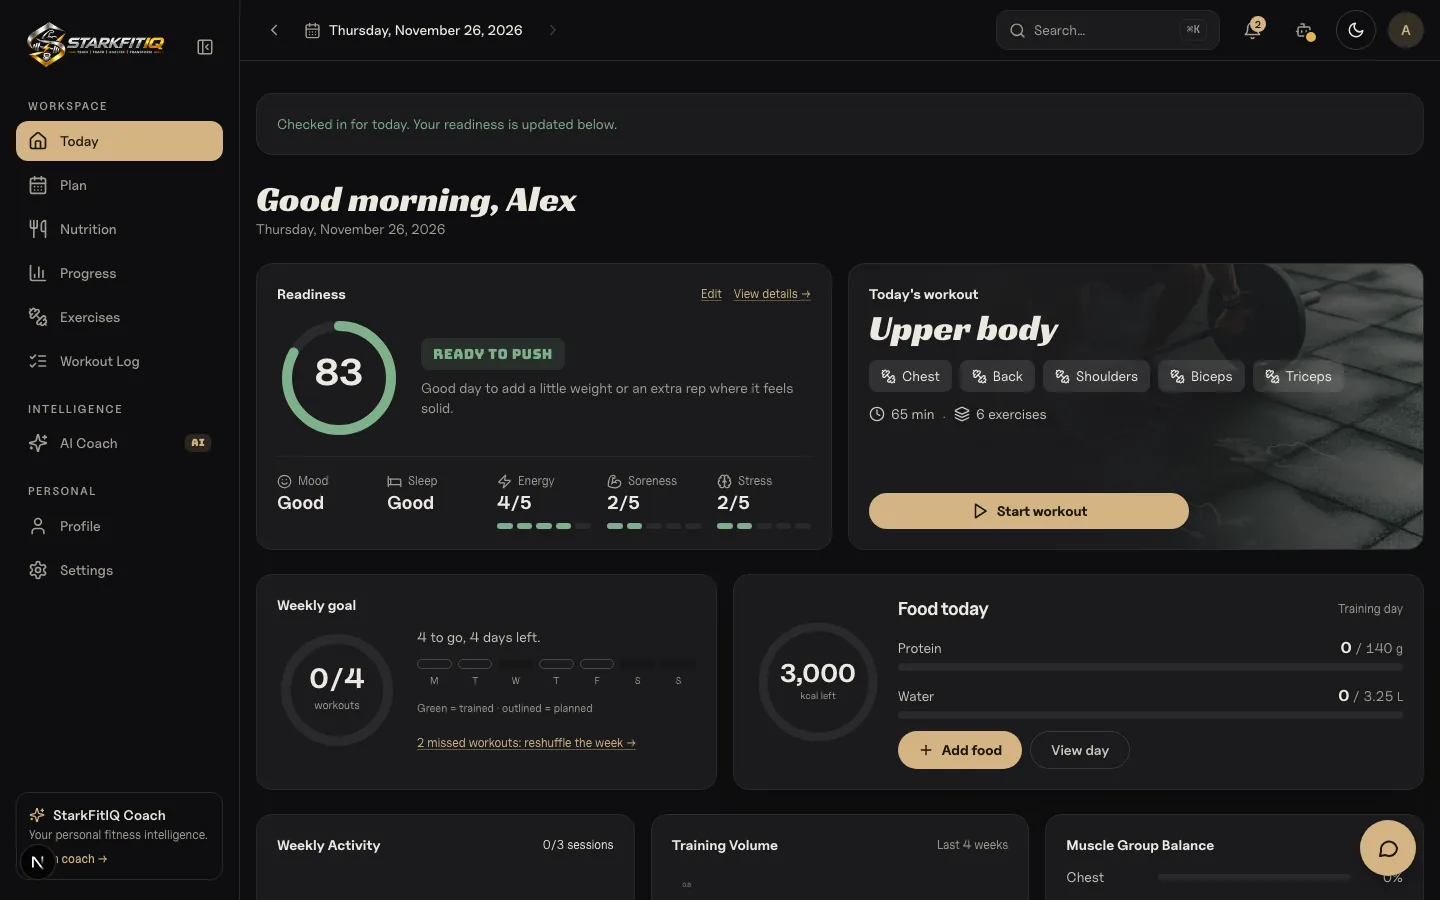 STARKFITIQ
Thursday, November 26, 2026
Search...
⌘K
2
A
WORKSPACE
Today
Plan
Nutrition
Progress
Exercises
Workout Log
INTELLIGENCE
AI Coach
AI
PERSONAL
Profile
Settings
StarkFitIQ Coach
Your personal fitness intelligence.
coach →
N
Checked in for today. Your readiness is updated below.
Good morning, Alex
Thursday, November 26, 2026
Readiness
Edit
View details →
83
READY TO PUSH
Good day to add a little weight or an extra rep where it feels
solid.
Mood
Good
Sleep
Good
Energy
4/5
Soreness
2/5
Stress
2/5
Today's workout
Upper body
Chest
Back
Shoulders
Biceps
Triceps
65 min · 6 exercises
Start workout
Weekly goal
0/4
workouts
4 to go, 4 days left.
M T W T F S S
Green = trained · outlined = planned
2 missed workouts: reshuffle the week →
3,000
kcal left
Food today
Training day
Protein
0 / 140 g
Water
0 / 3.25 L
+ Add food
View day
Weekly Activity
0/3 sessions
Training Volume
Last 4 weeks
0.8
Muscle Group Balance
Chest
0%